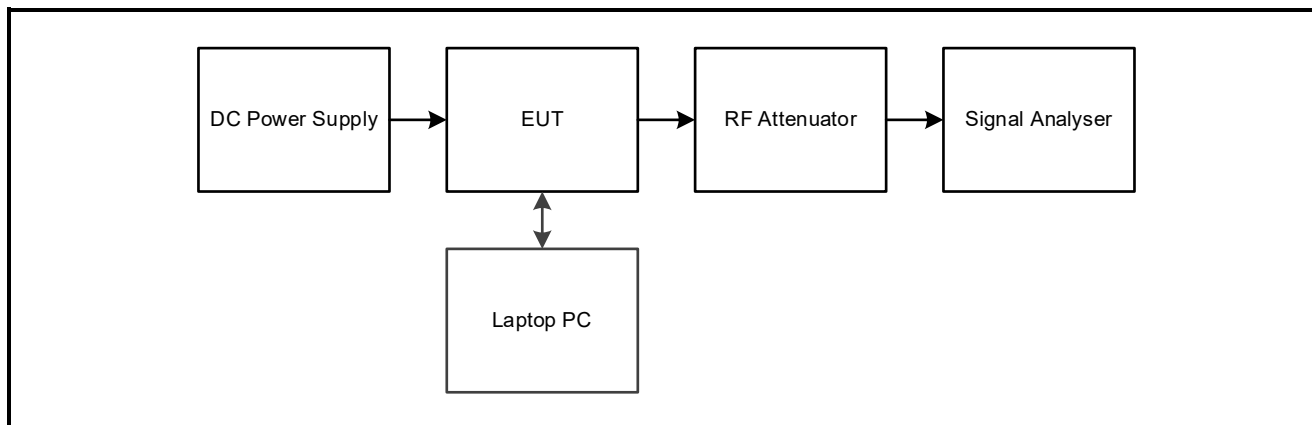 DC Power Supply
EUT
RF Attenuator
Signal Analyser
Laptop PC